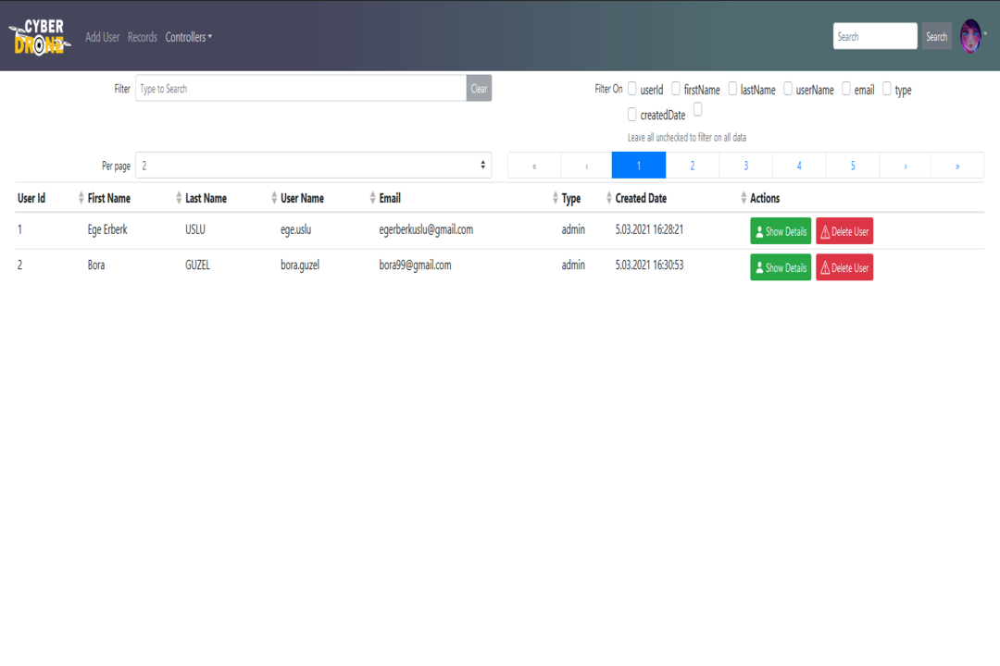 CYBER
DRONE
Add User Records Controllers Search Search
Filter Type to Search Clear Filter On userId firstName lastName userName email type
createdDate
Leave all unchecked to filter on all data
Per page 2 « ‹ 1 2 3 4 5 › »
User Id First Name Last Name User Name Email Type Created Date Actions
1 Ege Erberk USLU ege.uslu egerberkuslu@gmail.com admin 5.03.2021 16:28:21 Show Details Delete User
2 Bora GUZEL bora.guzel bora99@gmail.com admin 5.03.2021 16:30:53 Show Details Delete User